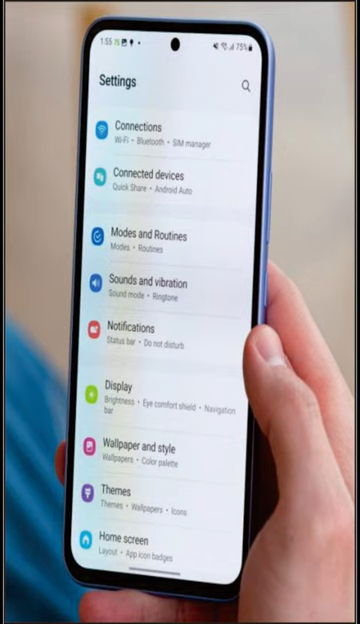 1:55
75%
Settings
Connections
Wi-Fi • Bluetooth • SIM manager
Connected devices
Quick Share • Android Auto
Modes and Routines
Modes • Routines
Sounds and vibration
Sound mode • Ringtone
Notifications
Status bar • Do not disturb
Display
Brightness • Eye comfort shield • Navigation
bar
Wallpaper and style
Wallpapers • Color palette
Themes
Themes • Wallpapers • Icons
Home screen
Layout • App icon badges